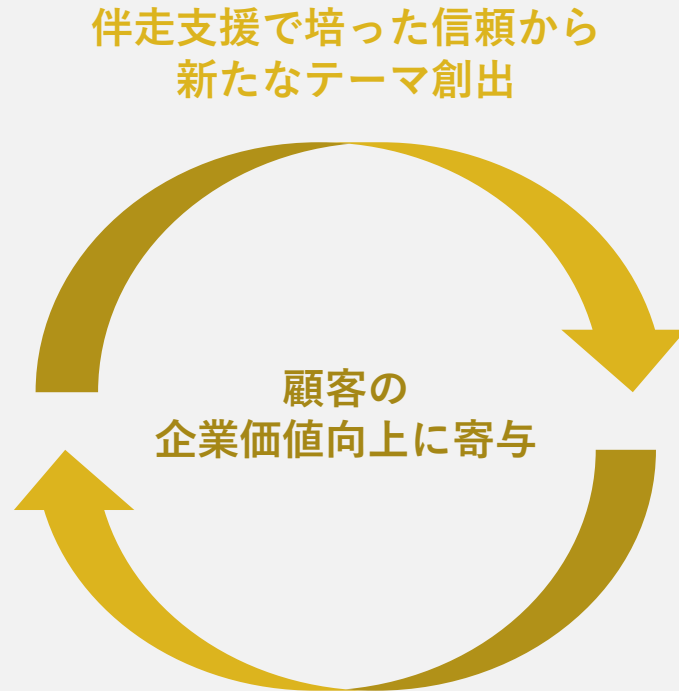 伴走支援で培った信頼から
新たなテーマ創出
顧客の
企業価値向上に寄与